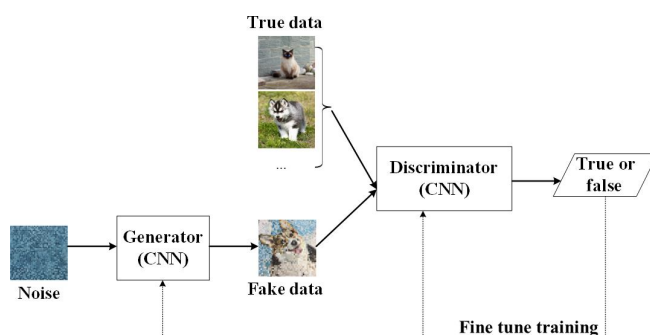 True data
...
Discriminator
(CNN)
True or
false
Generator
(CNN)
Noise
Fake data
Fine tune training